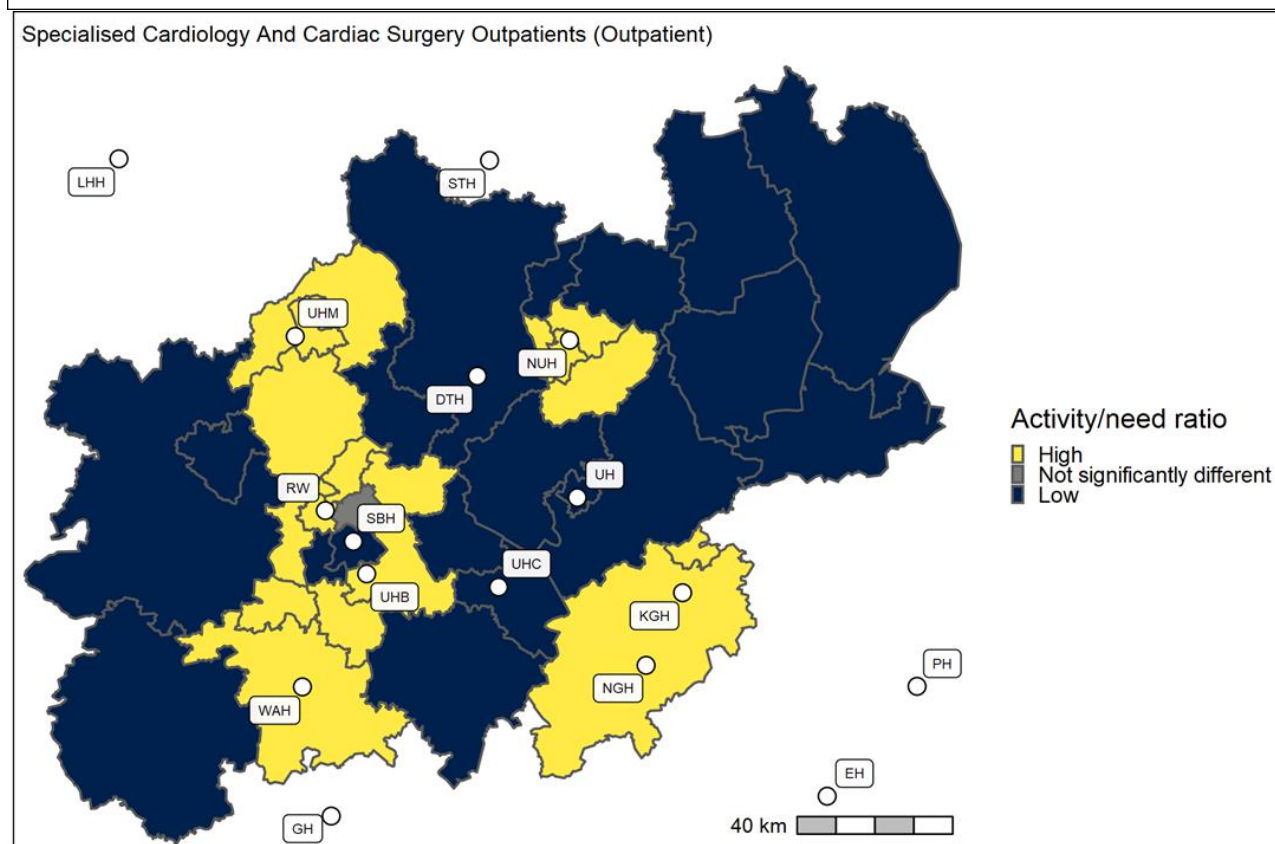 Specialised Cardiology And Cardiac Surgery Outpatients (Outpatient)
LHH
STH
UHM
NUH
DTH
Activity/need ratio
High
Not significantly different
Low
UH
RW
SBH
UHC
UHB
KGH
PH
NGH
WAH
EH
GH
40 km